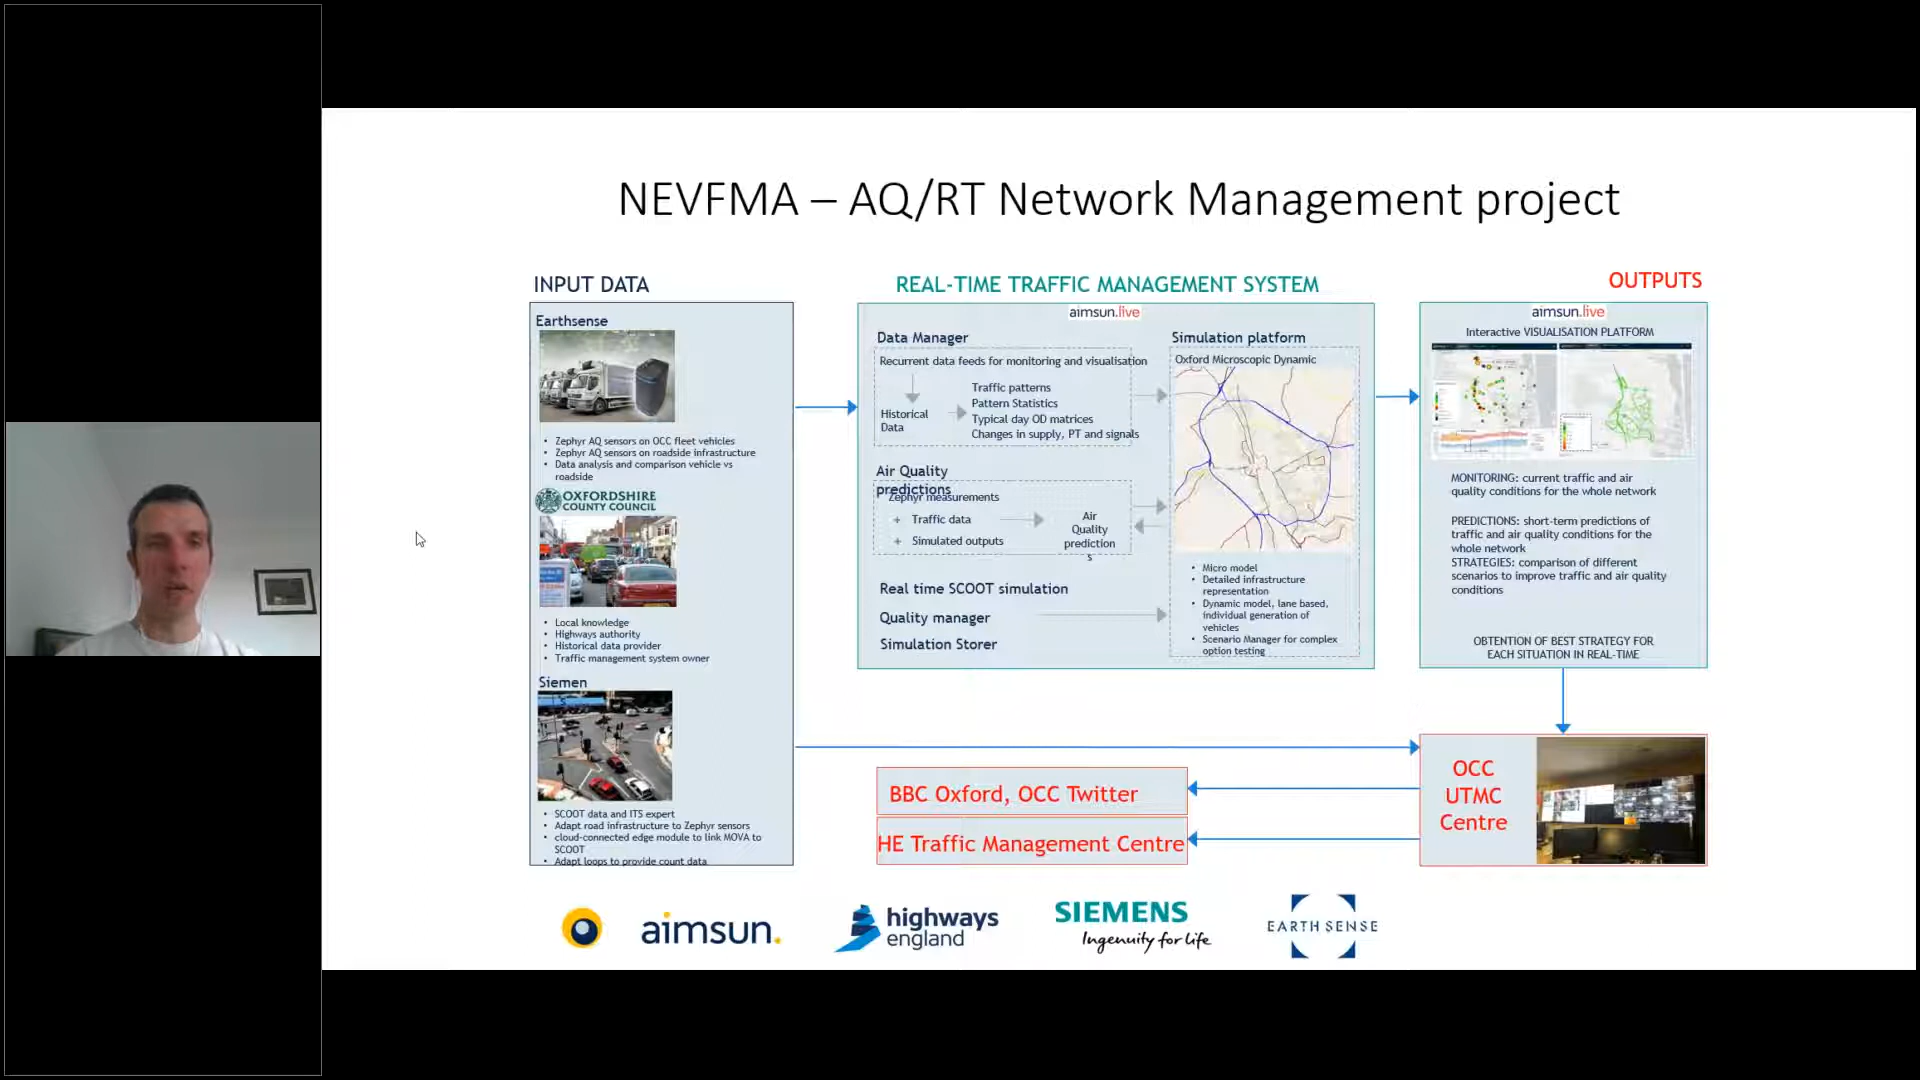 NEVFMA – AQ/RT Network Management project
INPUT DATA
Earthsense
• Zephyr AQ sensors on OCC fleet vehicles
• Zephyr AQ sensors on roadside infrastructure
• Data analysis and comparison vehicle vs
roadside
OXFORDSHIRE
COUNTY COUNCIL
• Local knowledge
• Highways authority
• Historical data provider
• Traffic management system owner
Siemen
s
• SCOOT data and ITS expert
• Adapt road infrastructure to Zephyr sensors
• cloud-connected edge module to link MOVA to
SCOOT
• Adapt loops to provide count data
REAL-TIME TRAFFIC MANAGEMENT SYSTEM
aimsun.live
Data Manager
Recurrent data feeds for monitoring and visualisation
Historical
Data
Traffic patterns
Pattern Statistics
Typical day OD matrices
Changes in supply, PT and signals
Air Quality
predictions
Zephyr measurements
+ Traffic data
+ Simulated outputs
Air
Quality
prediction
s
Real time SCOOT simulation
Quality manager
Simulation Storer
Simulation platform
Oxford Microscopic Dynamic
• Micro model
• Detailed infrastructure
representation
• Dynamic model, lane based,
individual generation of
vehicles
• Scenario Manager for complex
option testing
OUTPUTS
aimsun.live
Interactive VISUALISATION PLATFORM
MONITORING: current traffic and air
quality conditions for the whole network
PREDICTIONS: short-term predictions of
traffic and air quality conditions for the
whole network
STRATEGIES: comparison of different
scenarios to improve traffic and air quality
conditions
OBTENTION OF BEST STRATEGY FOR
EACH SITUATION IN REAL-TIME
OCC
UTMC
Centre
BBC Oxford, OCC Twitter
HE Traffic Management Centre
aimsun.
highways
england
SIEMENS
Ingenuity for life
EARTH SENSE